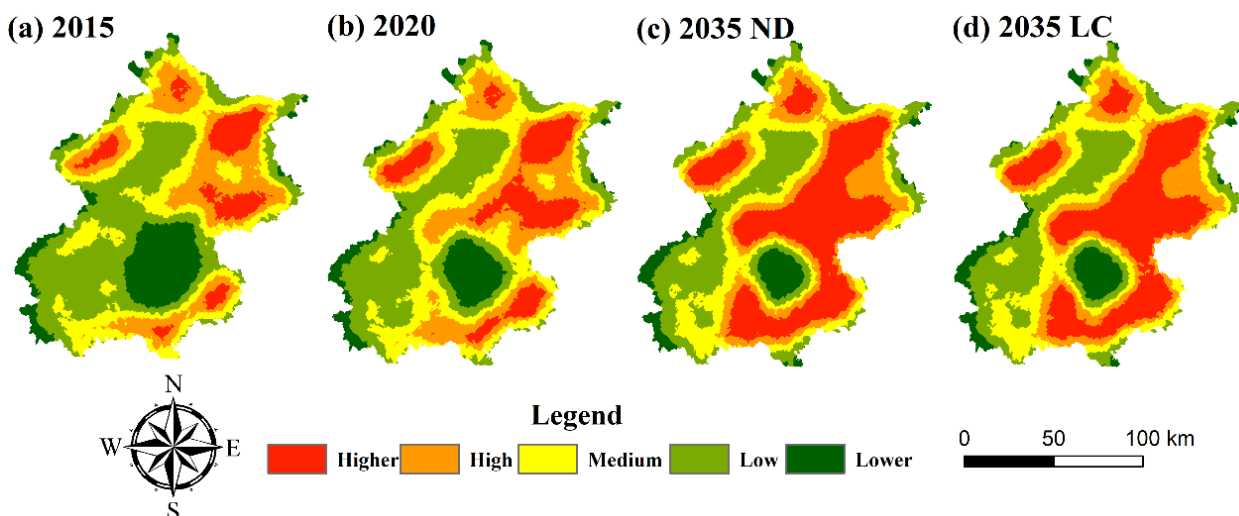 (a) 2015
(b) 2020
(c) 2035 ND
(d) 2035 LC
N
W
E
S
Legend
Higher
High
Medium
Low
Lower
0 50 100 km